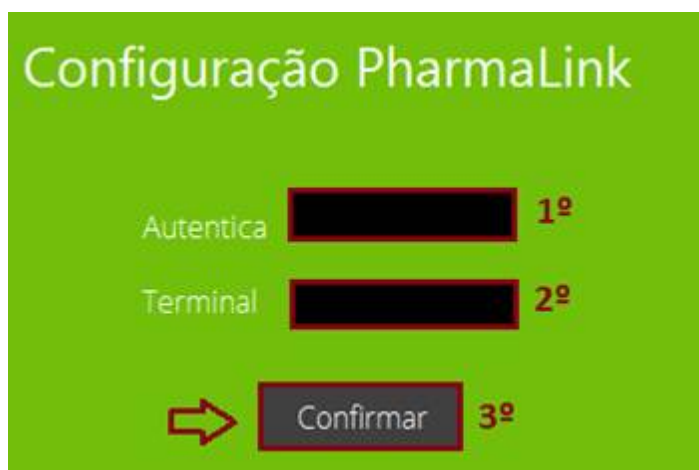 Configuração PharmaLink
Autentica 1º
Terminal 2º
Confirmar 3º